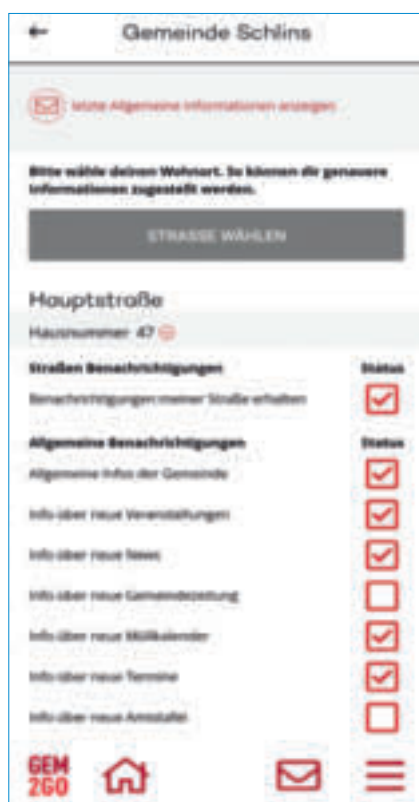 Gemeinde Schlins
letzte Allgemeine Informationen anzeigen
Bitte wähle deinen Wohnort. So können dir genauere
Informationen zugestellt werden.
STRASSE WÄHLEN
Hauptstraße
Hausnummer 47
Straßen Benachrichtigungen Status
Benachrichtigungen meiner Straße erhalten
Allgemeine Benachrichtigungen Status
Allgemeine Infos der Gemeinde
Info über neue Veranstaltungen
Info über neue News
Info über neue Gemeindezeitung
Info über neue Müllkalender
Info über neue Termine
Info über neue Amtstafel
GEM
2GO